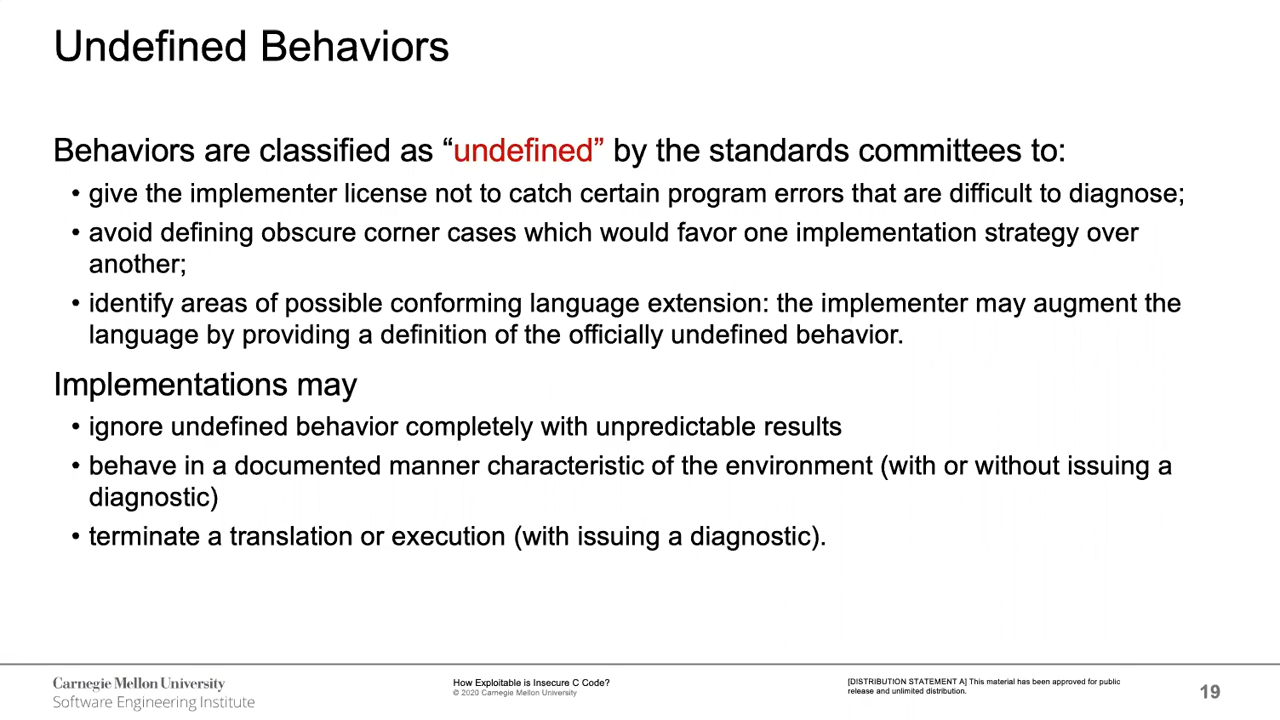 Undefined Behaviors
Behaviors are classified as “undefined” by the standards committees to:
• give the implementer license not to catch certain program errors that are difficult to diagnose;
• avoid defining obscure corner cases which would favor one implementation strategy over
another;
• identify areas of possible conforming language extension: the implementer may augment the
language by providing a definition of the officially undefined behavior.
Implementations may
• ignore undefined behavior completely with unpredictable results
• behave in a documented manner characteristic of the environment (with or without issuing a
diagnostic)
• terminate a translation or execution (with issuing a diagnostic).
Carnegie Mellon University
Software Engineering Institute
How Exploitable is Insecure C Code?
© 2020 Carnegie Mellon University
[DISTRIBUTION STATEMENT A] This material has been approved for public
release and unlimited distribution.
19